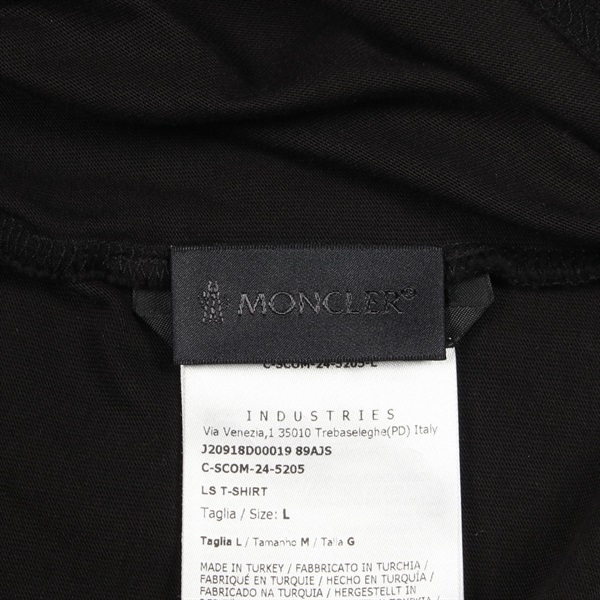 MONCLER®
C-SCOM-24-5205-L
INDUSTRIES
Via Venezia,1 35010 Trebaseleghe(PD) Italy
J20918D00019 89AJS
C-SCOM-24-5205
LS T-SHIRT
Taglia / Size: L
Taglia L / Tamanho M / Talla G
MADE IN TURKEY / FABBRICATO IN TURCHIA /
FABRIQUÉ EN TURQUIE / HECHO EN TURQUÍA /
FABRICADO NA TURQUIA / HERGESTELLT IN